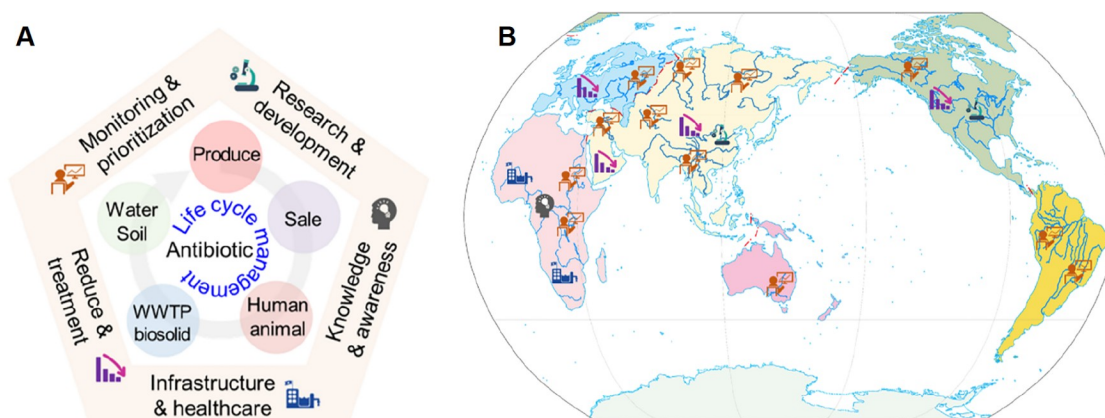 A
Monitoring &
prioritization
Research &
development
Knowledge
& awareness
Infrastructure
& healthcare
Reduce &
treatment
Produce
Sale
Human
animal
WWTP
biosolid
Water
Soil
Life cycle
management
Antibiotic
B